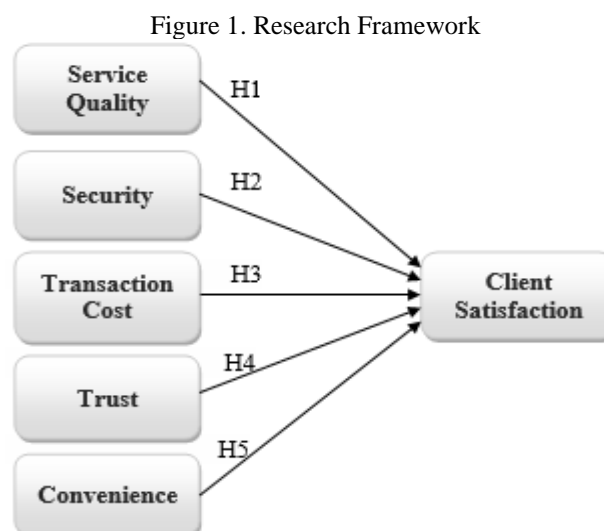 Figure 1. Research Framework
Service
Quality
H1
Security
H2
Transaction
Cost
H3
Client
Satisfaction
Trust
H4
Convenience
H5